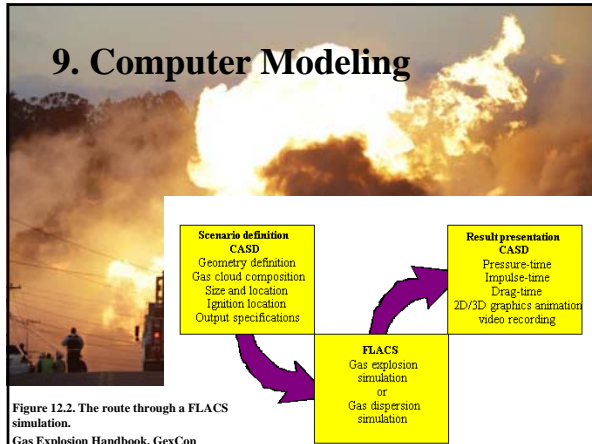 9. Computer Modeling
Scenario definition
CASD
Geometry definition
Gas cloud composition
Size and location
Ignition location
Output specifications
Result presentation
CASD
Pressure-time
Impulse-time
Drag-time
2D/3D graphics animation
video recording
FLACS
Gas explosion
simulation
or
Gas dispersion
simulation
Figure 12.2. The route through a FLACS
simulation.
Gas Explosion Handbook, GexCon